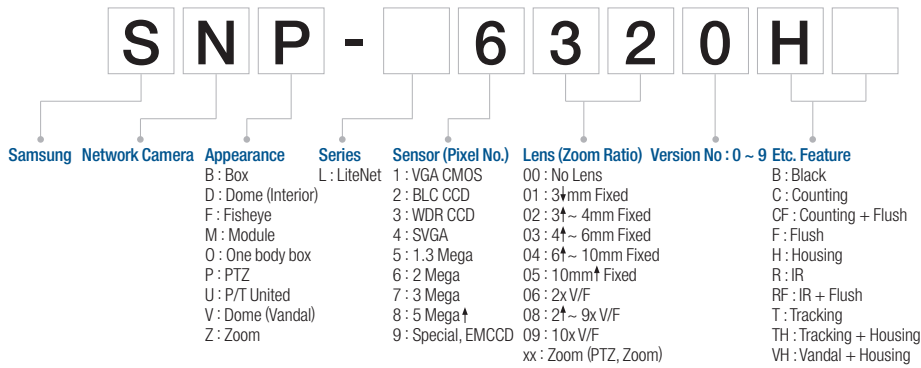 SNP-6320H
Samsung
Network Camera
Appearance
B : Box
D : Dome (Interior)
F : Fisheye
M : Module
O : One body box
P : PTZ
U : P/T United
V : Dome (Vandal)
Z : Zoom
Series
L : LiteNet
Sensor (Pixel No.)
1 : VGA CMOS
2 : BLC CCD
3 : WDR CCD
4 : SVGA
5 : 1.3 Mega
6 : 2 Mega
7 : 3 Mega
8 : 5 Mega⬆
9 : Special, EMCCD
Lens (Zoom Ratio)
00 : No Lens
01 : 3⬇mm Fixed
02 : 3⬆~ 4mm Fixed
03 : 4⬆~ 6mm Fixed
04 : 6⬆~ 10mm Fixed
05 : 10mm⬆ Fixed
06 : 2x V/F
08 : 2⬆~ 9x V/F
09 : 10x V/F
xx : Zoom (PTZ, Zoom)
Version No : 0 ~ 9
Etc. Feature
B : Black
C : Counting
CF : Counting + Flush
F : Flush
H : Housing
R : IR
RF : IR + Flush
T : Tracking
TH : Tracking + Housing
VH : Vandal + Housing